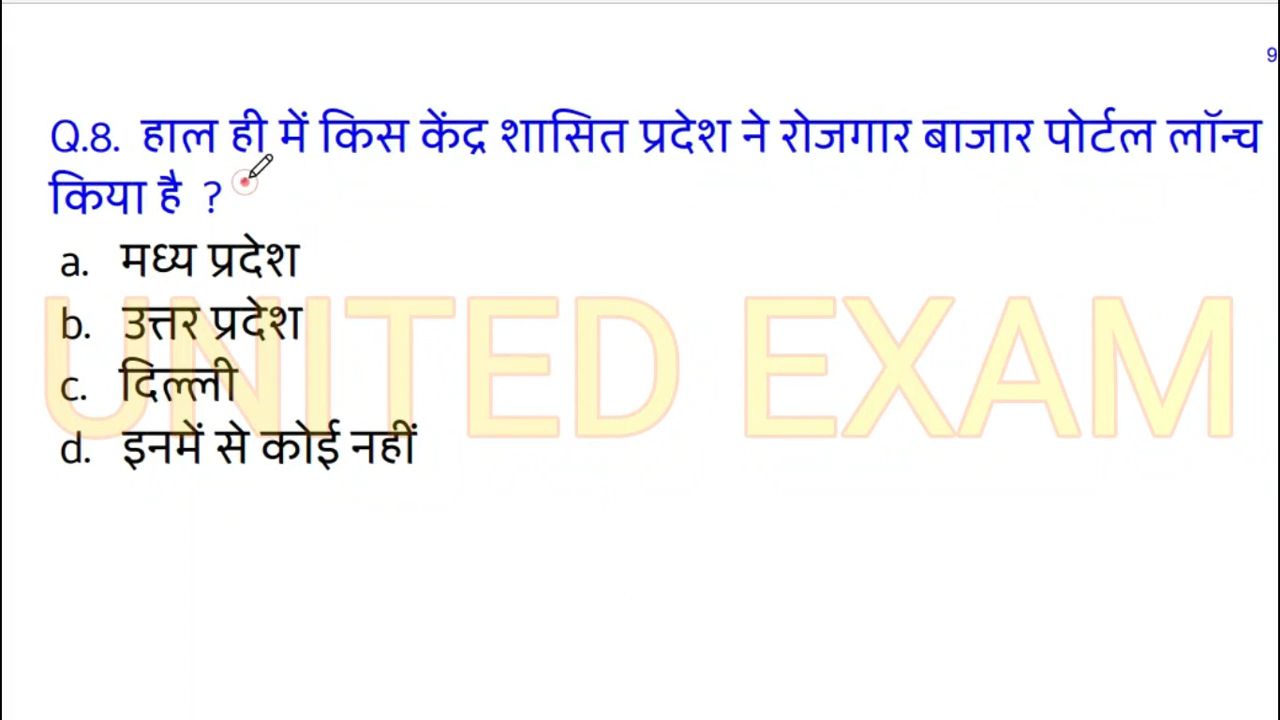 9
Q.8. हाल ही में किस केंद्र शासित प्रदेश ने रोजगार बाजार पोर्टल लॉन्च
किया है ?
a. मध्य प्रदेश
b. उत्तर प्रदेश
c. दिल्ली
d. इनमें से कोई नहीं
UNITED EXAM